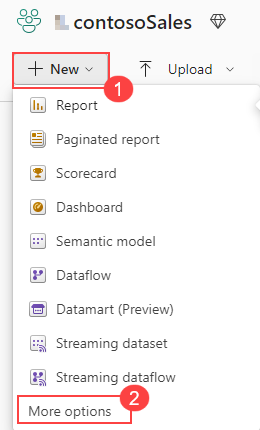 contosoSales
New
1
Upload
Report
Paginated report
Scorecard
Dashboard
Semantic model
Dataflow
Datamart (Preview)
Streaming dataset
Streaming dataflow
2
More options